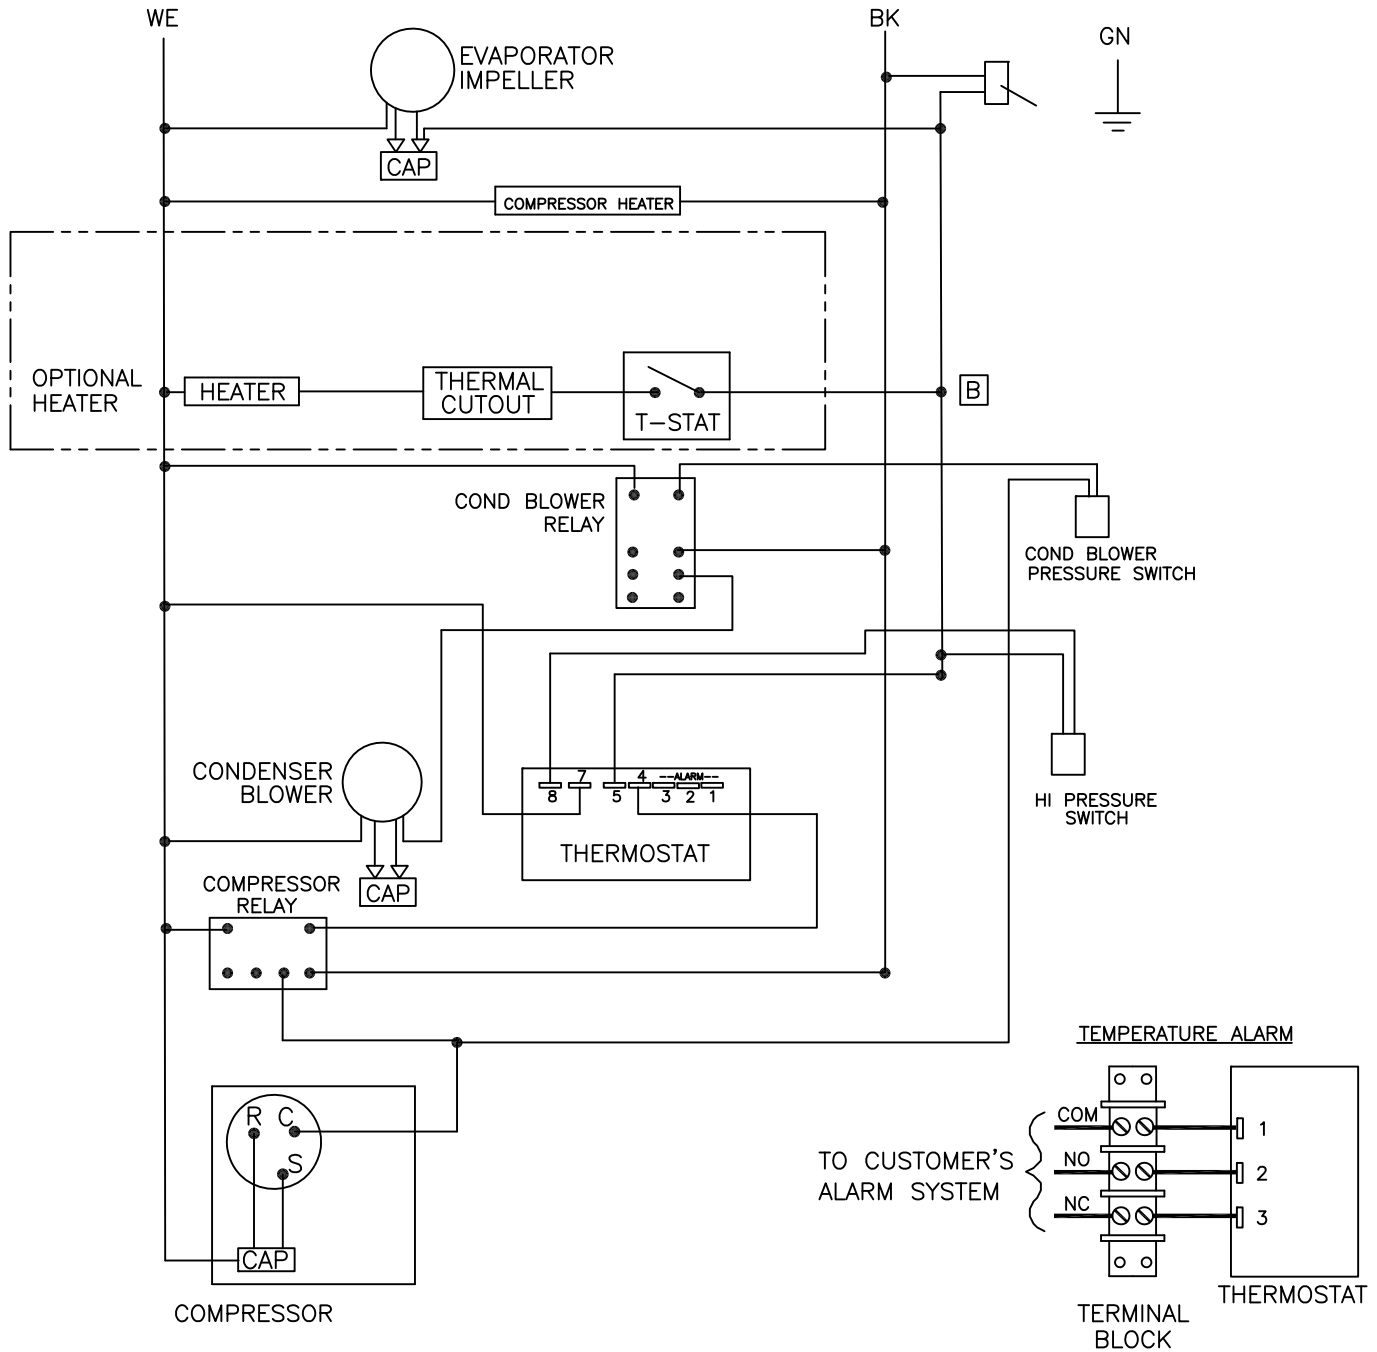 WE
BK
GN
EVAPORATOR
IMPELLER
CAP
COMPRESSOR HEATER
OPTIONAL
HEATER
HEATER
THERMAL
CUTOUT
T-STAT
B
COND BLOWER
RELAY
COND BLOWER
PRESSURE SWITCH
CONDENSER
BLOWER
CAP
7 4 --ALARM--
8 5 3 2 1
THERMOSTAT
HI PRESSURE
SWITCH
COMPRESSOR
RELAY
R C
S
CAP
COMPRESSOR
TEMPERATURE ALARM
COM
1
NO
2
NC
3
TO CUSTOMER'S
ALARM SYSTEM
THERMOSTAT
TERMINAL
BLOCK